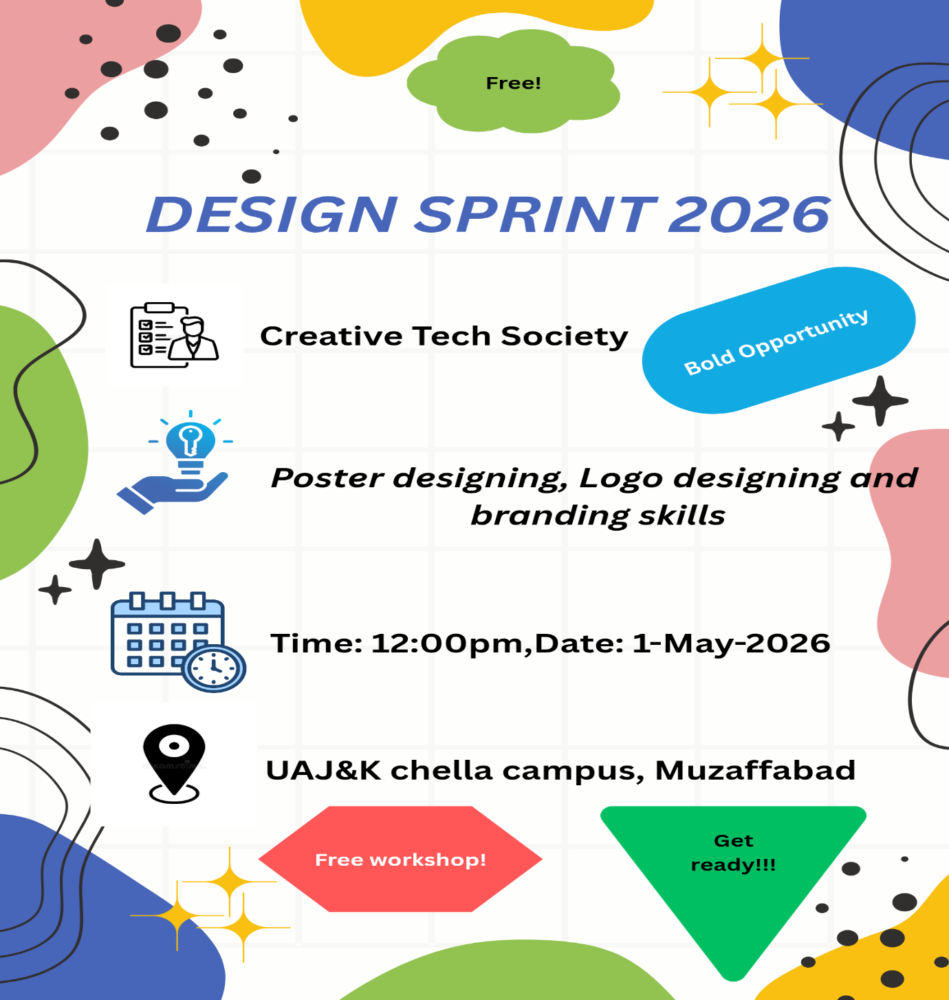 Free!
DESIGN SPRINT 2026
Creative Tech Society
Bold Opportunity
Poster designing, Logo designing and
branding skills
Time: 12:00pm,Date: 1-May-2026
UAJ&K chella campus, Muzaffabad
Free workshop!
Get
ready!!!